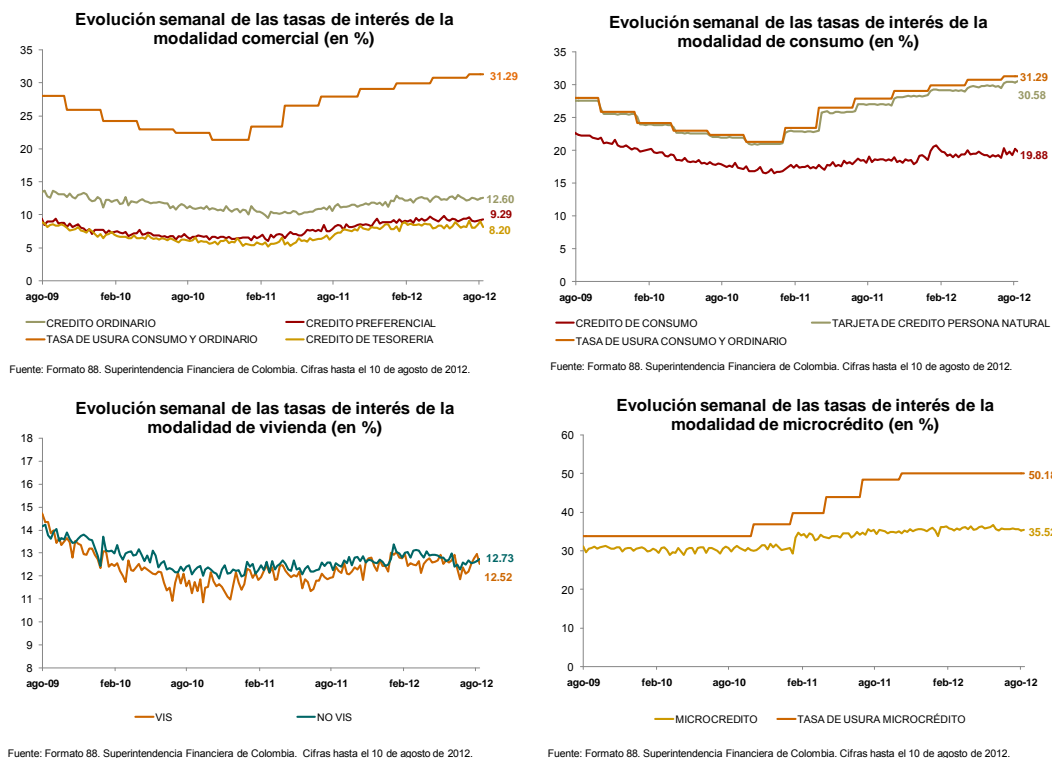 Evolución semanal de las tasas de interés de la
modalidad comercial (en %)
35
30
25
20
15
10
5
0
31.29
12.60
9.29
8.20
ago-09 feb-10 ago-10 feb-11 ago-11 feb-12 ago-12
CREDITO ORDINARIO CREDITO PREFERENCIAL
TASA DE USURA CONSUMO Y ORDINARIO CREDITO DE TESORERIA
Fuente: Formato 88. Superintendencia Financiera de Colombia. Cifras hasta el 10 de agosto de 2012.
Evolución semanal de las tasas de interés de la
modalidad de consumo (en %)
35
30
25
20
15
10
5
0
31.29
30.58
19.88
ago-09 feb-10 ago-10 feb-11 ago-11 feb-12 ago-12
CREDITO DE CONSUMO TARJETA DE CREDITO PERSONA NATURAL
TASA DE USURA CONSUMO Y ORDINARIO
Fuente: Formato 88. Superintendencia Financiera de Colombia. Cifras hasta el 10 de agosto de 2012.
Evolución semanal de las tasas de interés de la
modalidad de vivienda (en %)
18
17
16
15
14
13
12
11
10
9
8
12.73
12.52
ago-09 feb-10 ago-10 feb-11 ago-11 feb-12 ago-12
VIS NO VIS
Fuente: Formato 88. Superintendencia Financiera de Colombia. Cifras hasta el 10 de agosto de 2012.
Evolución semanal de las tasas de interés de la
modalidad de microcrédito (en %)
60
50
40
30
20
10
0
50.18
35.52
ago-09 feb-10 ago-10 feb-11 ago-11 feb-12 ago-12
MICROCREDITO TASA DE USURA MICROCRÉDITO
Fuente: Formato 88. Superintendencia Financiera de Colombia. Cifras hasta el 10 de agosto de 2012.